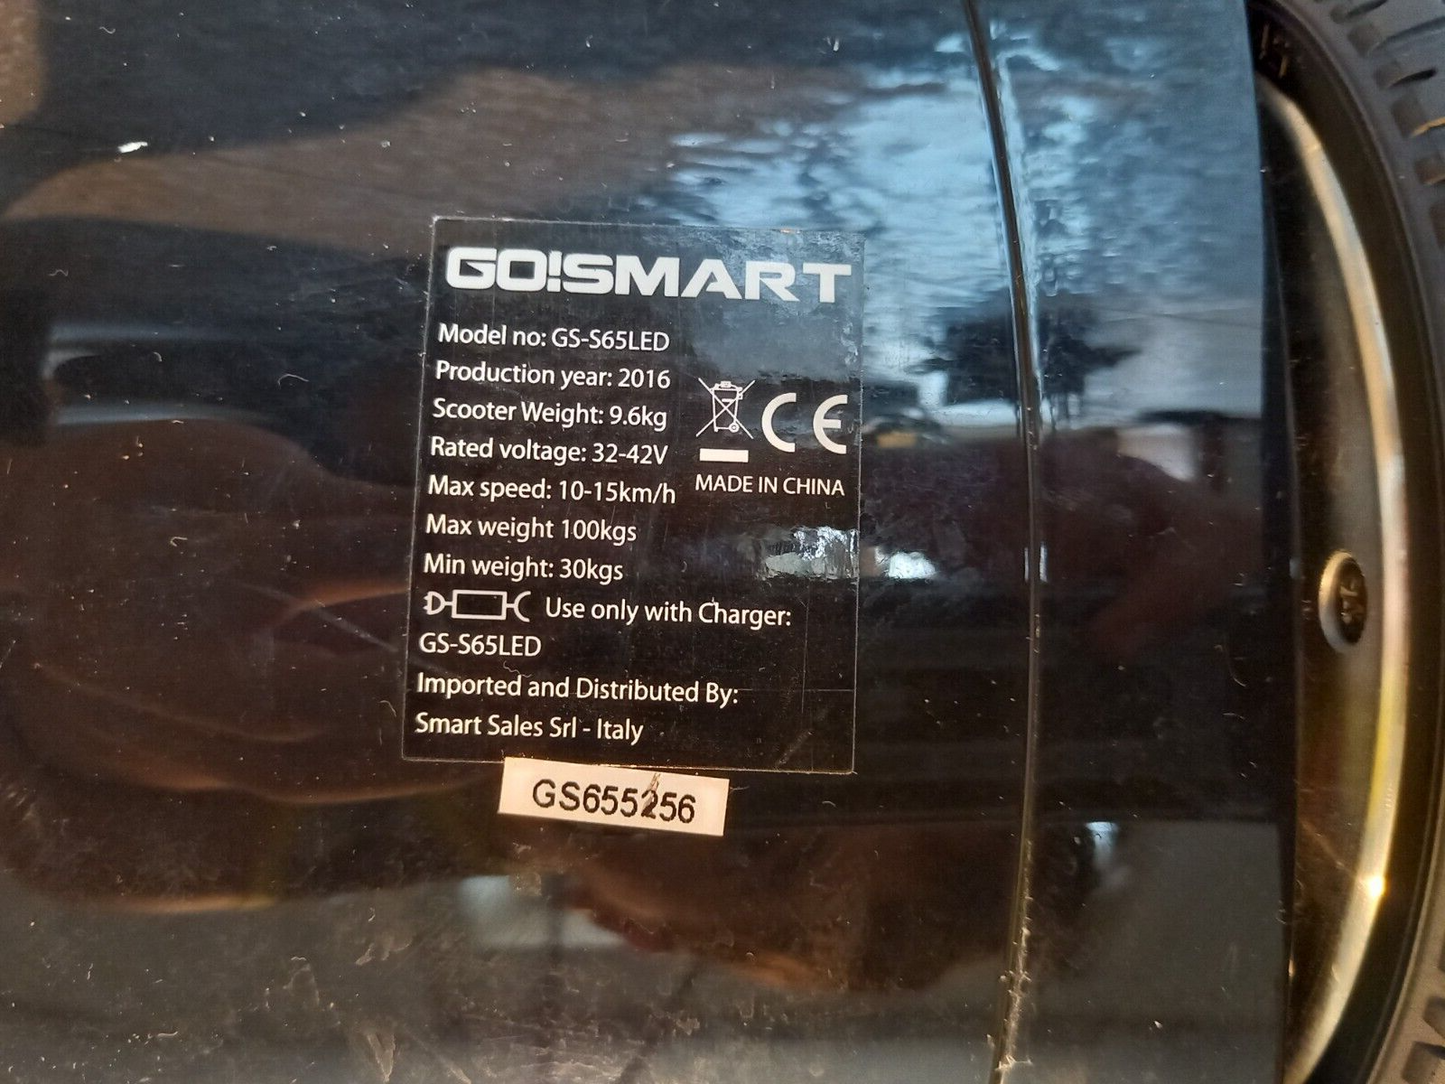 GO!SMART
Model no: GS-S65LED
Production year: 2016
Scooter Weight: 9.6kg
Rated voltage: 32-42V
Max speed: 10-15km/h
Max weight 100kgs
Min weight: 30kgs
CE
MADE IN CHINA
Use only with Charger:
GS-S65LED
Imported and Distributed By:
Smart Sales Srl - Italy
GS655256